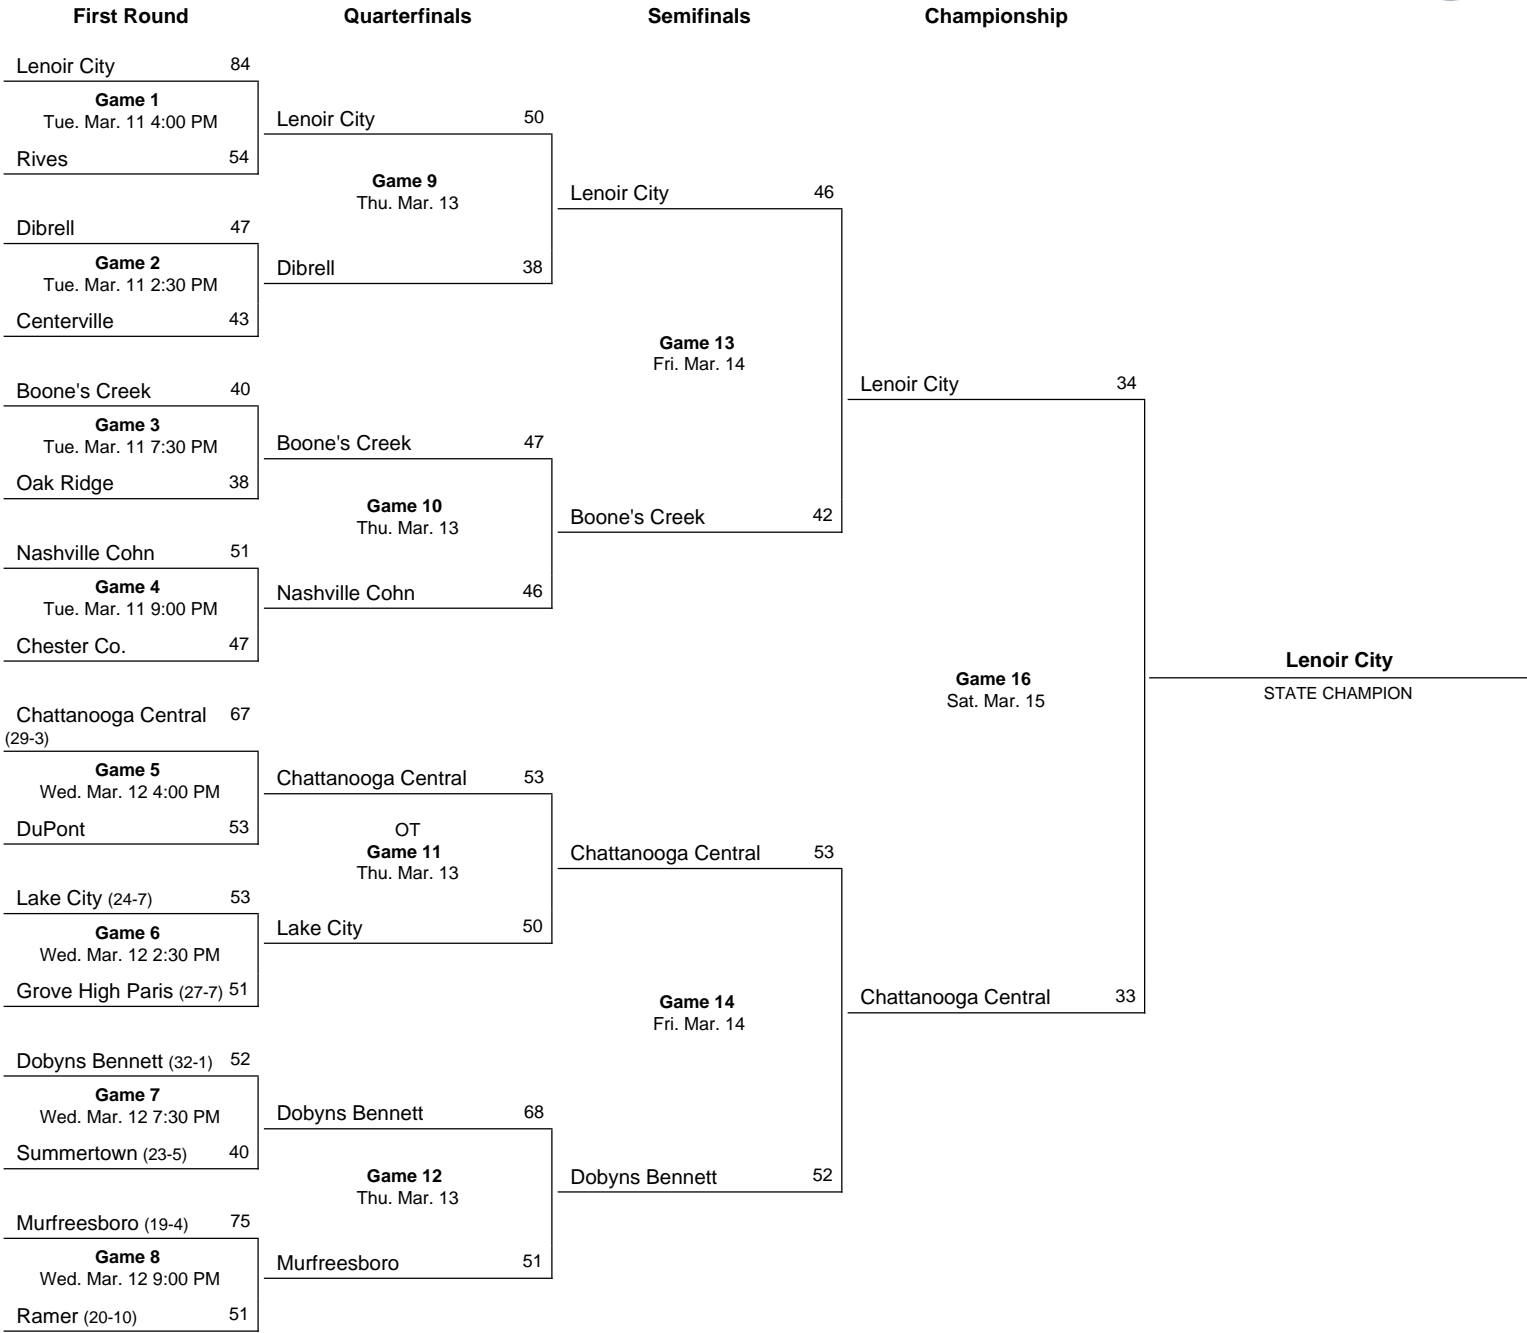 First Round Quarterfinals Semifinals Championship
Lenoir City 84
Game 1
Tue. Mar. 11 4:00 PM
Rives 54
Dibrell 47
Game 2
Tue. Mar. 11 2:30 PM
Centerville 43
Boone's Creek 40
Game 3
Tue. Mar. 11 7:30 PM
Oak Ridge 38
Nashville Cohn 51
Game 4
Tue. Mar. 11 9:00 PM
Chester Co. 47
Chattanooga Central 67
(29-3)
Game 5
Wed. Mar. 12 4:00 PM
DuPont 53
Lake City (24-7) 53
Game 6
Wed. Mar. 12 2:30 PM
Grove High Paris (27-7) 51
Dobyns Bennett (32-1) 52
Game 7
Wed. Mar. 12 7:30 PM
Summertown (23-5) 40
Murfreesboro (19-4) 75
Game 8
Wed. Mar. 12 9:00 PM
Ramer (20-10) 51
Lenoir City 50
Game 9
Thu. Mar. 13
Dibrell 38
Boone's Creek 47
Game 10
Thu. Mar. 13
Nashville Cohn 46
Chattanooga Central 53
OT
Game 11
Thu. Mar. 13
Lake City 50
Dobyns Bennett 68
Game 12
Thu. Mar. 13
Murfreesboro 51
Lenoir City 46
Game 13
Fri. Mar. 14
Boone's Creek 42
Chattanooga Central 53
Game 14
Fri. Mar. 14
Dobyns Bennett 52
Lenoir City 34
Game 16
Sat. Mar. 15
Chattanooga Central 33
Lenoir City
STATE CHAMPION